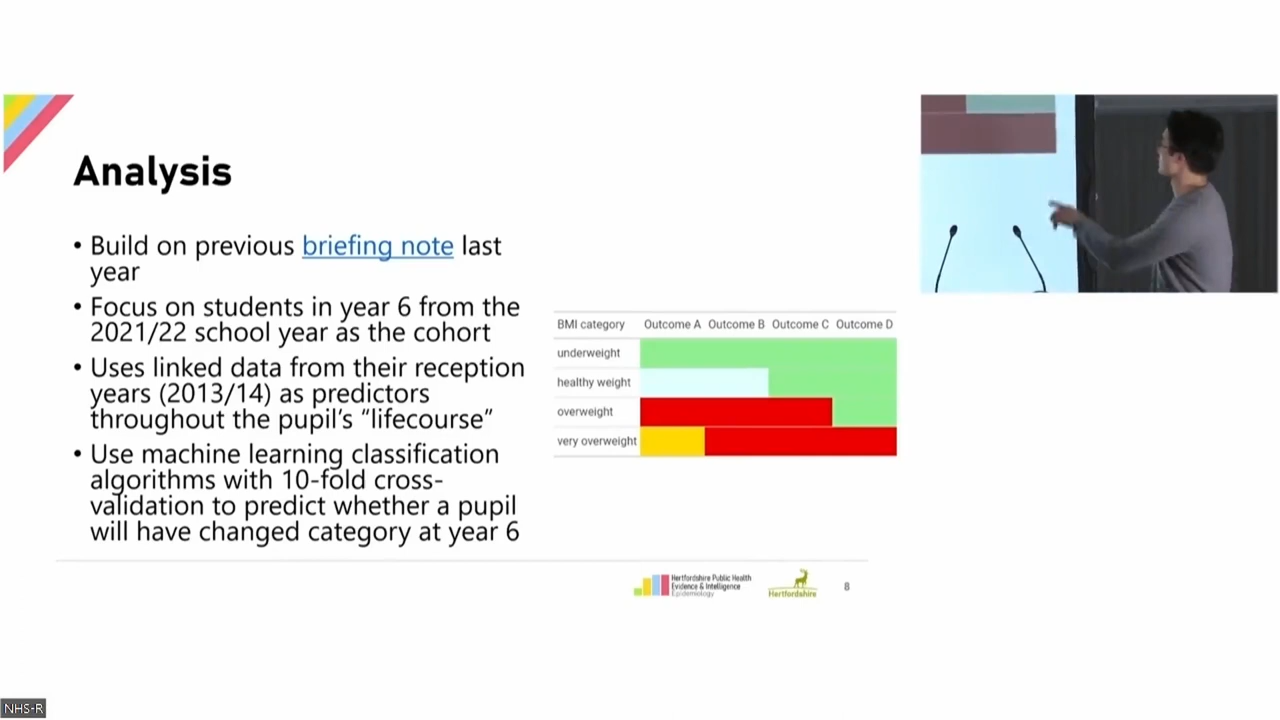 Analysis
• Build on previous briefing note last
year
• Focus on students in year 6 from the
2021/22 school year as the cohort
• Uses linked data from their reception
years (2013/14) as predictors
throughout the pupil’s “lifecourse”
• Use machine learning classification
algorithms with 10-fold cross-
validation to predict whether a pupil
will have changed category at year 6
BMI category Outcome A Outcome B Outcome C Outcome D
underweight
healthy weight
overweight
very overweight
Hertfordshire Public Health
Evidence & Intelligence
Epidemiology
Hertfordshire
8
NHS-R